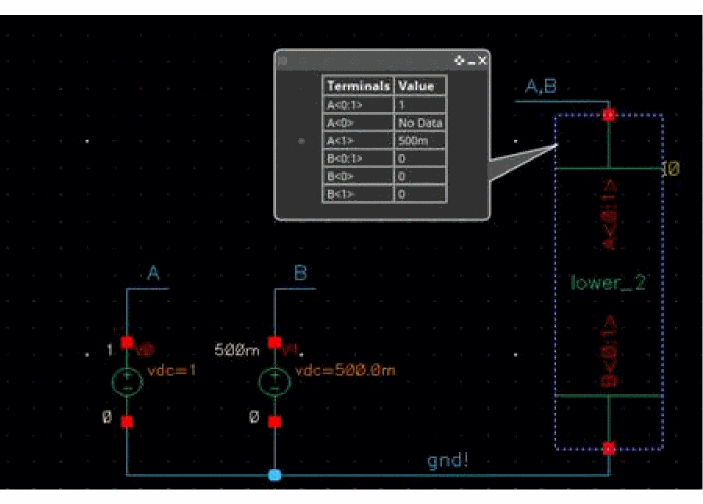 Terminals Value
A<0:1> 1
A<0> No Data
A<1> 500m
B<0:1> 0
B<0> 0
B<1> 0
A,B
I0
A<0:1>
lower_2
B<0:1>
A
B
1 V0
vdc=1
0
500m V1
vdc=500.0m
0
gnd!